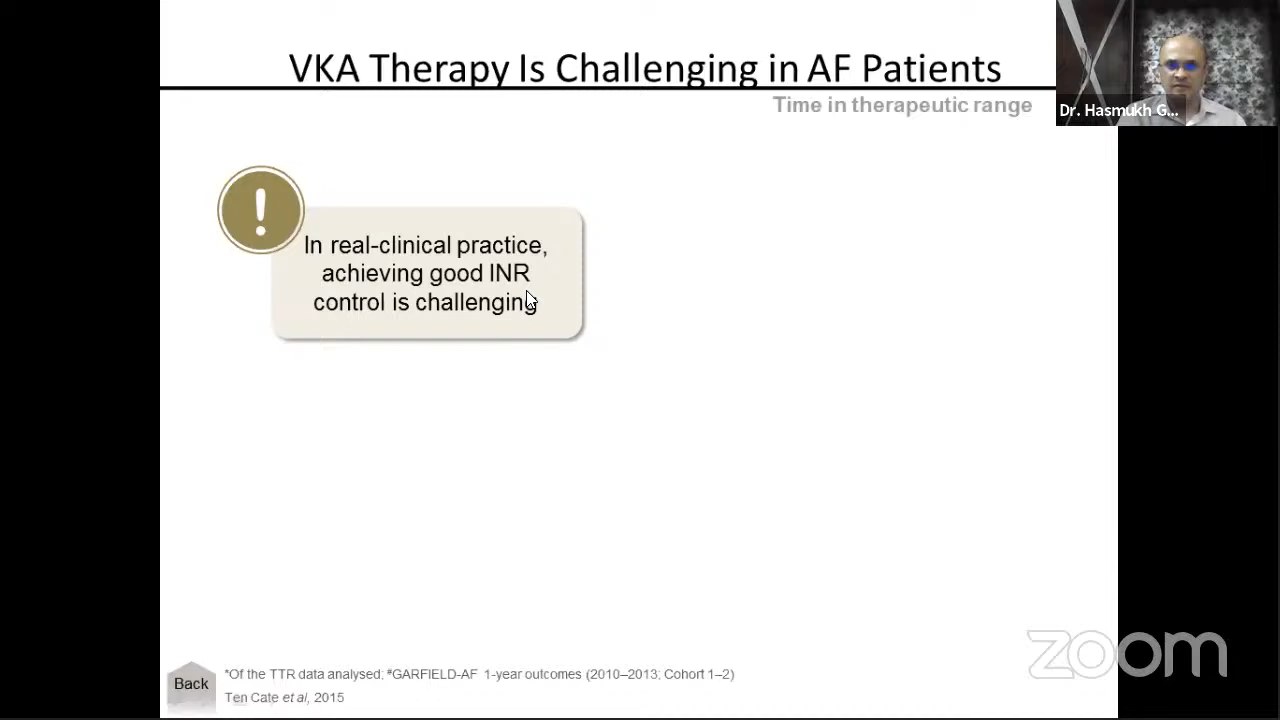 VKA Therapy Is Challenging in AF Patients
Time in therapeutic range
Dr. Hasmukh G...
!
In real-clinical practice,
achieving good INR
control is challenging
Back
*Of the TTR data analysed; #GARFIELD-AF 1-year outcomes (2010–2013; Cohort 1–2)
Ten Cate et al, 2015
zoom